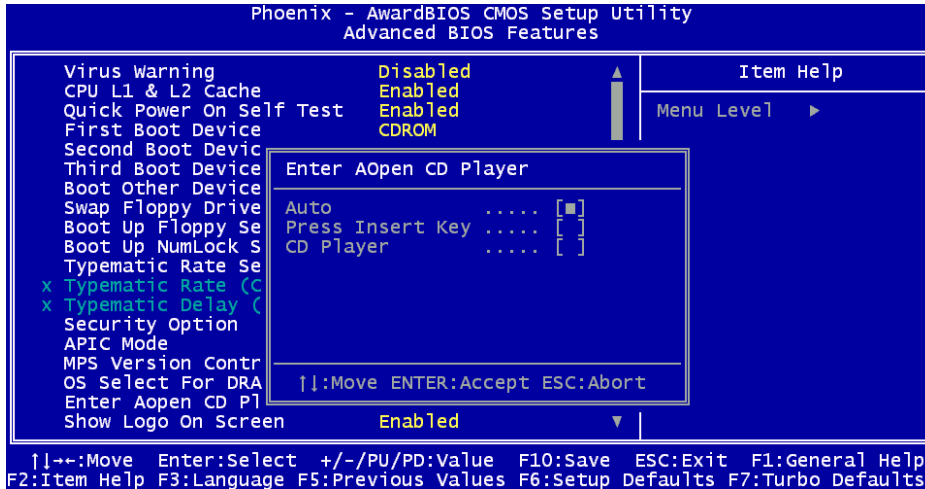 Phoenix - AwardBIOS CMOS Setup Utility
Advanced BIOS Features
Virus Warning Disabled
CPU L1 & L2 Cache Enabled
Quick Power On Self Test Enabled
First Boot Device CDROM
Second Boot Devic
Third Boot Device
Boot Other Device
Swap Floppy Drive
Boot Up Floppy Se
Boot Up NumLock S
Typematic Rate Se
x Typematic Rate (C
x Typematic Delay (
Security Option
APIC Mode
MPS Version Contr
OS Select For DRA
Enter Aopen CD Pl
Show Logo On Screen Enabled
Enter AOpen CD Player
Auto ..... [■]
Press Insert Key ..... [ ]
CD Player ..... [ ]
↑↓:Move ENTER:Accept ESC:Abort
Item Help
Menu Level ▶
↑↓→←:Move Enter:Select +/-/PU/PD:Value F10:Save ESC:Exit F1:General Help
F2:Item Help F3:Language F5:Previous Values F6:Setup Defaults F7:Turbo Defaults